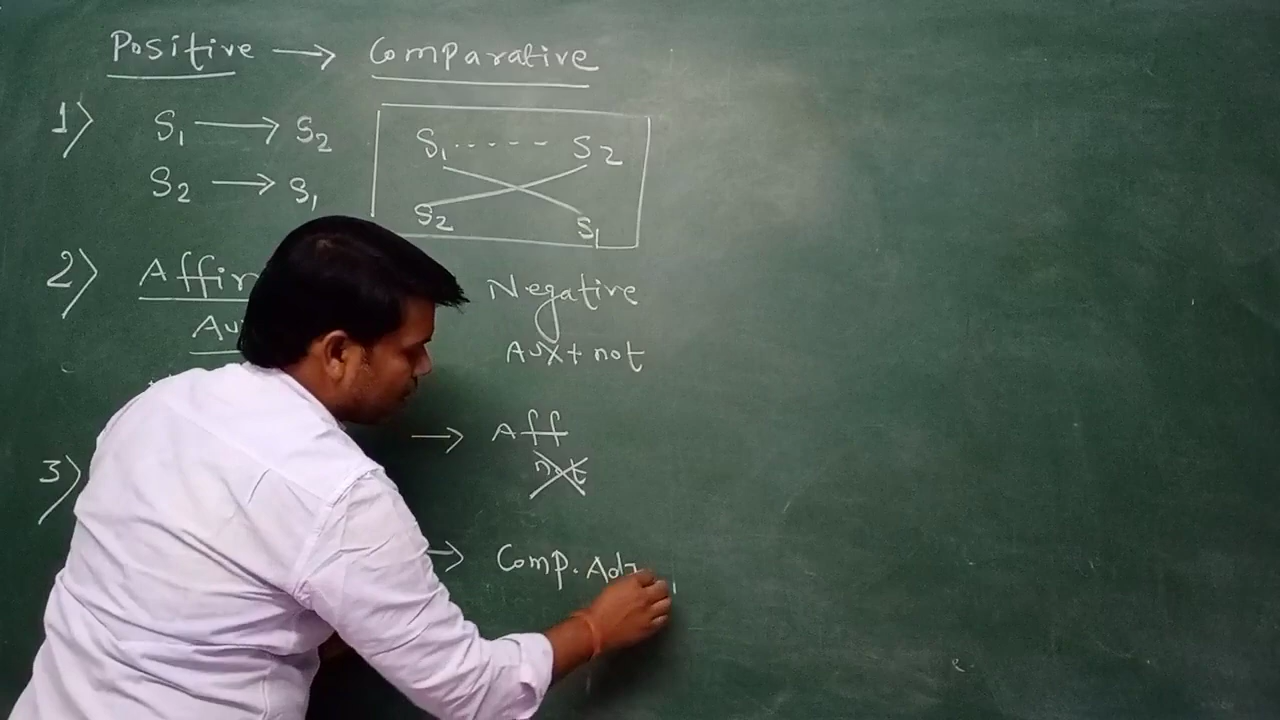 Positive → Comparative
1) S1 → S2
S2 → S1
S1 ----- S2
S2 S1
2) Negative
Aux + not
→ Aff
not
3)
→ Comp. Adj